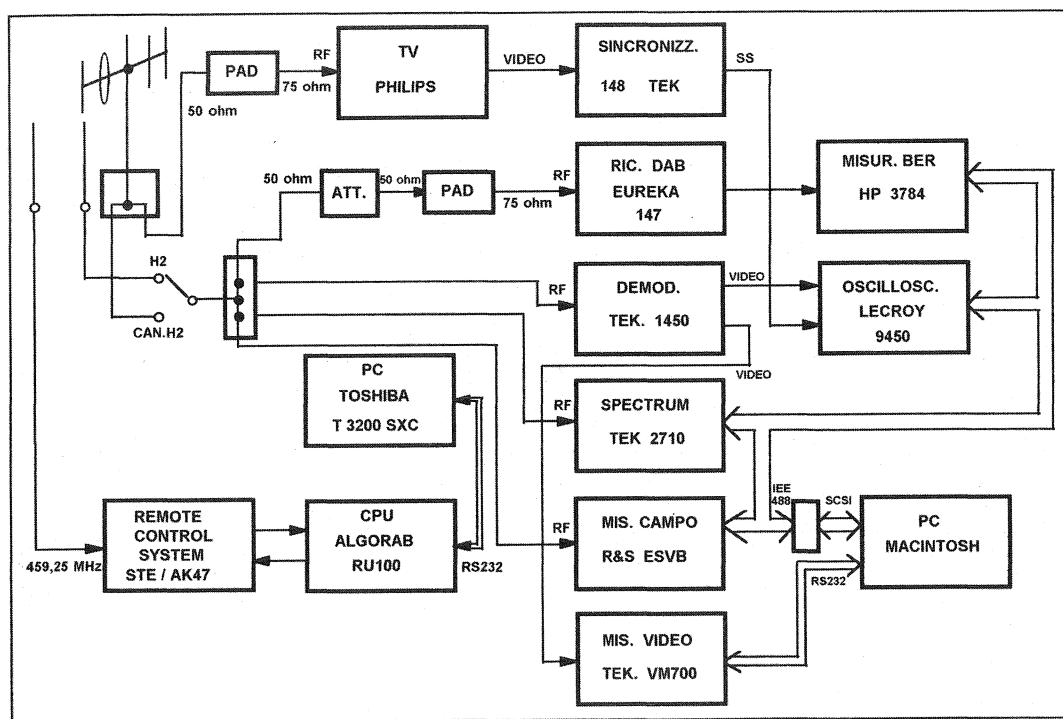 RF
TV
PHILIPS
VIDEO
SINCRONIZZ.
148 TEK
SS
PAD
75 ohm
50 ohm
50 ohm
ATT.
50 ohm
PAD
75 ohm
RF
RIC. DAB
EUREKA
147
MISUR. BER
HP 3784
H2
CAN.H2
RF
DEMOD.
TEK. 1450
VIDEO
VIDEO
OSCILLOSC.
LECROY
9450
PC
TOSHIBA
T 3200 SXC
RF
SPECTRUM
TEK 2710
459,25 MHz
REMOTE
CONTROL
SYSTEM
STE / AK47
CPU
ALGORAB
RU100
RS232
RF
MIS. CAMPO
R&S ESVB
IEE
488
SCSI
PC
MACINTOSH
RS232
MIS. VIDEO
TEK. VM700